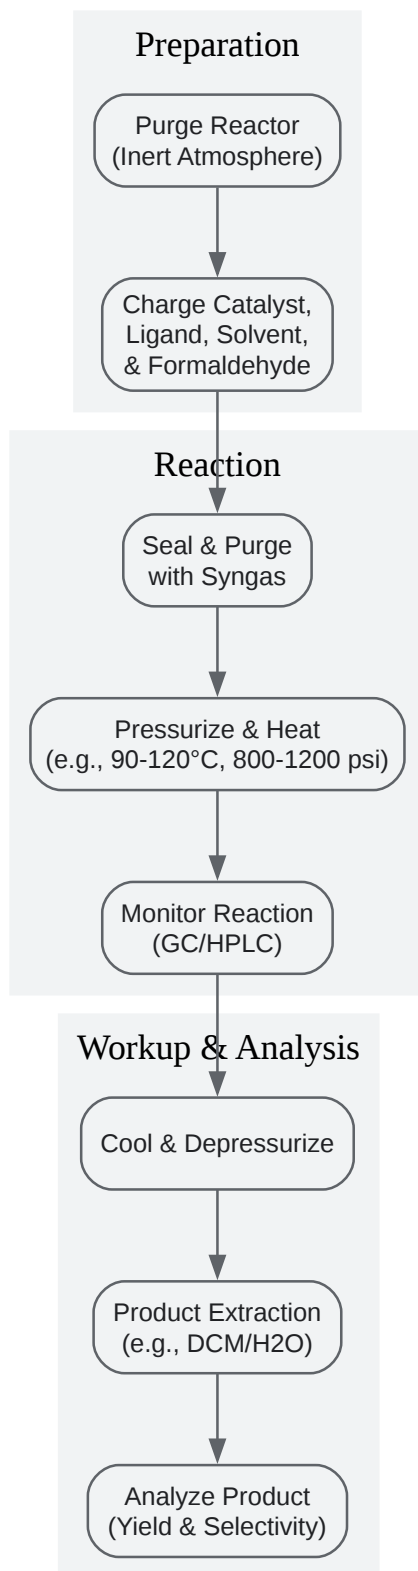 Preparation
Purge Reactor
(Inert Atmosphere)
Charge Catalyst,
Ligand, Solvent,
& Formaldehyde
Reaction
Seal & Purge
with Syngas
Pressurize & Heat
(e.g., 90-120°C, 800-1200 psi)
Monitor Reaction
(GC/HPLC)
Workup & Analysis
Cool & Depressurize
Product Extraction
(e.g., DCM/H2O)
Analyze Product
(Yield & Selectivity)